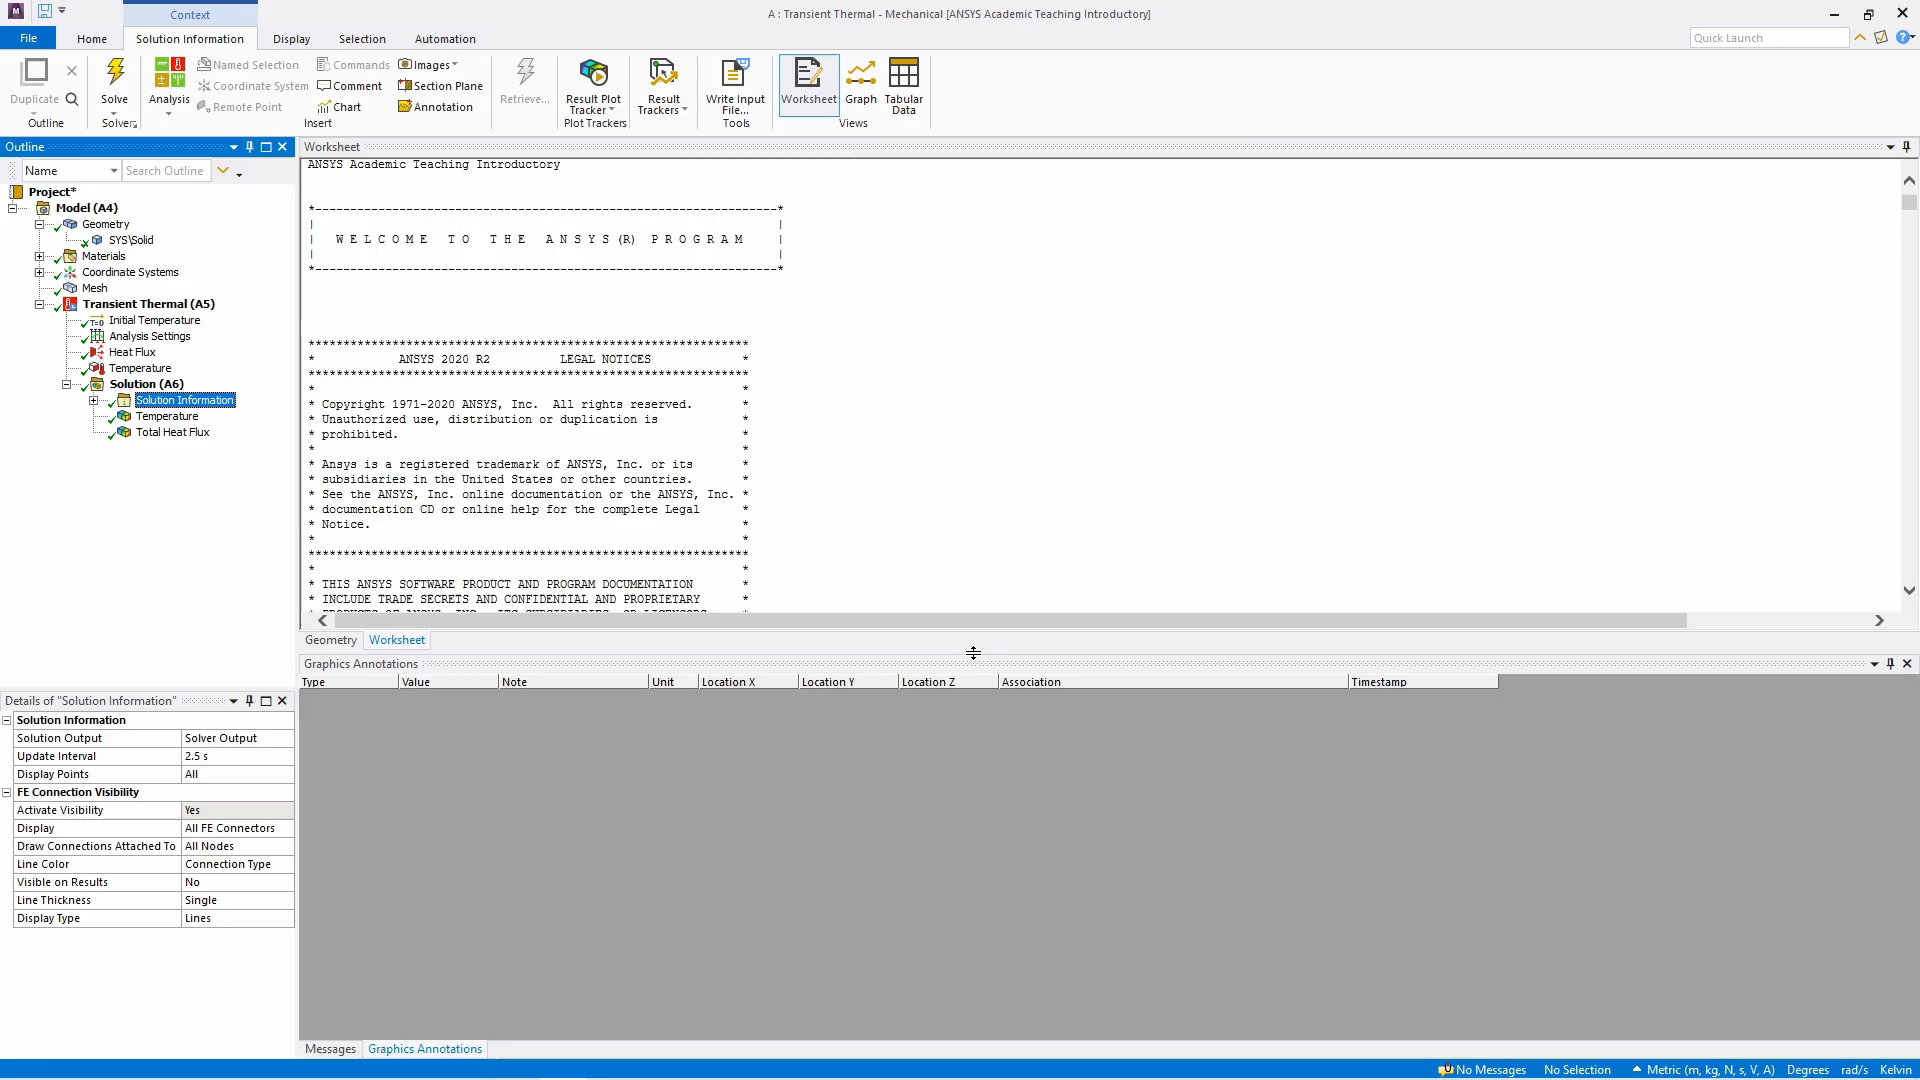 Context
A : Transient Thermal - Mechanical [ANSYS Academic Teaching Introductory]
File
Home
Solution Information
Display
Selection
Automation
Quick Launch
Duplicate
Outline
Solve
Solver
Analysis
Named Selection
Coordinate System
Remote Point
Commands
Comment
Chart
Images
Section Plane
Annotation
Insert
Retrieve...
Result Plot
Tracker
Plot Trackers
Result
Trackers
Write Input
File...
Tools
Worksheet
Graph
Tabular
Data
Views
Outline
Name
Search Outline
Project*
Model (A4)
Geometry
SYS\Solid
Materials
Coordinate Systems
Mesh
Transient Thermal (A5)
Initial Temperature
Analysis Settings
Heat Flux
Temperature
Solution (A6)
Solution Information
Temperature
Total Heat Flux
Worksheet
ANSYS Academic Teaching Introductory
*------------------------------------------------------------------*
|                                                                  |
|   W E L C O M E   T O   T H E   A N S Y S (R)  P R O G R A M     |
|                                                                  |
*------------------------------------------------------------------*
***************************************************************
*            ANSYS 2020 R2          LEGAL NOTICES             *
***************************************************************
*                                                             *
* Copyright 1971-2020 ANSYS, Inc.  All rights reserved.       *
* Unauthorized use, distribution or duplication is            *
* prohibited.                                                 *
*                                                             *
* Ansys is a registered trademark of ANSYS, Inc. or its       *
* subsidiaries in the United States or other countries.       *
* See the ANSYS, Inc. online documentation or the ANSYS, Inc. *
* documentation CD or online help for the complete Legal      *
* Notice.                                                     *
*                                                             *
***************************************************************
*                                                             *
* THIS ANSYS SOFTWARE PRODUCT AND PROGRAM DOCUMENTATION       *
* INCLUDE TRADE SECRETS AND CONFIDENTIAL AND PROPRIETARY      *
Geometry
Worksheet
Graphics Annotations
Type
Value
Note
Unit
Location X
Location Y
Location Z
Association
Timestamp
Details of "Solution Information"
Solution Information
Solution Output
Solver Output
Update Interval
2.5 s
Display Points
All
FE Connection Visibility
Activate Visibility
Yes
Display
All FE Connectors
Draw Connections Attached To
All Nodes
Line Color
Connection Type
Visible on Results
No
Line Thickness
Single
Display Type
Lines
Messages
Graphics Annotations
No Messages
No Selection
Metric (m, kg, N, s, V, A)
Degrees
rad/s
Kelvin